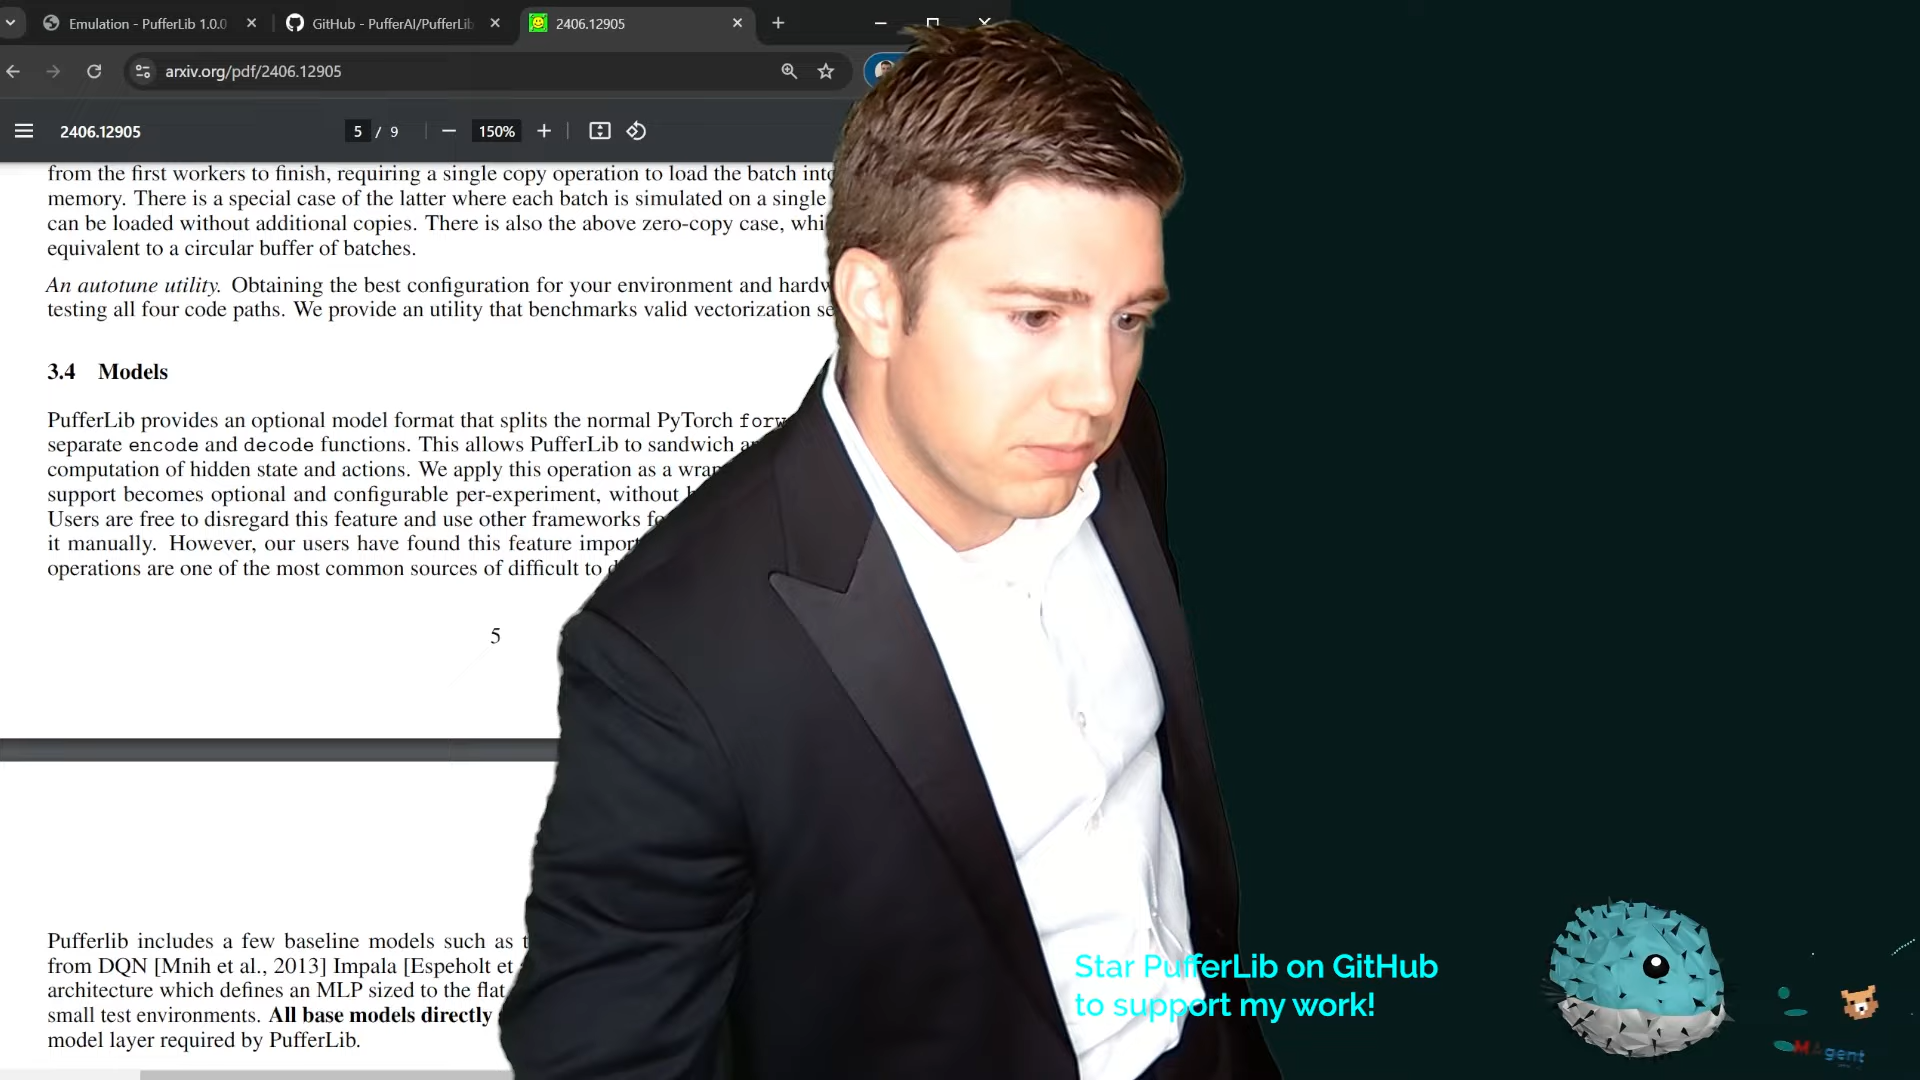 Emulation - PufferLib 1.0.0
GitHub - PufferAI/PufferLib
2406.12905
arxiv.org/pdf/2406.12905
2406.12905
5 / 9
150%
from the first workers to finish, requiring a single copy operation to load the batch
memory. There is a special case of the latter where each batch is simulated on a single
can be loaded without additional copies. There is also the above zero-copy case,
equivalent to a circular buffer of batches.
An autotune utility. Obtaining the best configuration for your environment and
testing all four code paths. We provide an utility that benchmarks valid vectorization
3.4 Models
PufferLib provides an optional model format that splits the normal PyTorch
separate encode and decode functions. This allows PufferLib to sandwich
computation of hidden state and actions. We apply this operation as a
support becomes optional and configurable per-experiment, without
Users are free to disregard this feature and use other frameworks
it manually. However, our users have found this feature
operations are one of the most common sources of difficult to
5
Pufferlib includes a few baseline models such as
from DQN [Mnih et al., 2013] Impala [Espeholt et
architecture which defines an MLP sized to the flat
small test environments. All base models directly
model layer required by PufferLib.
Star PufferLib on GitHub
to support my work!
MAgent